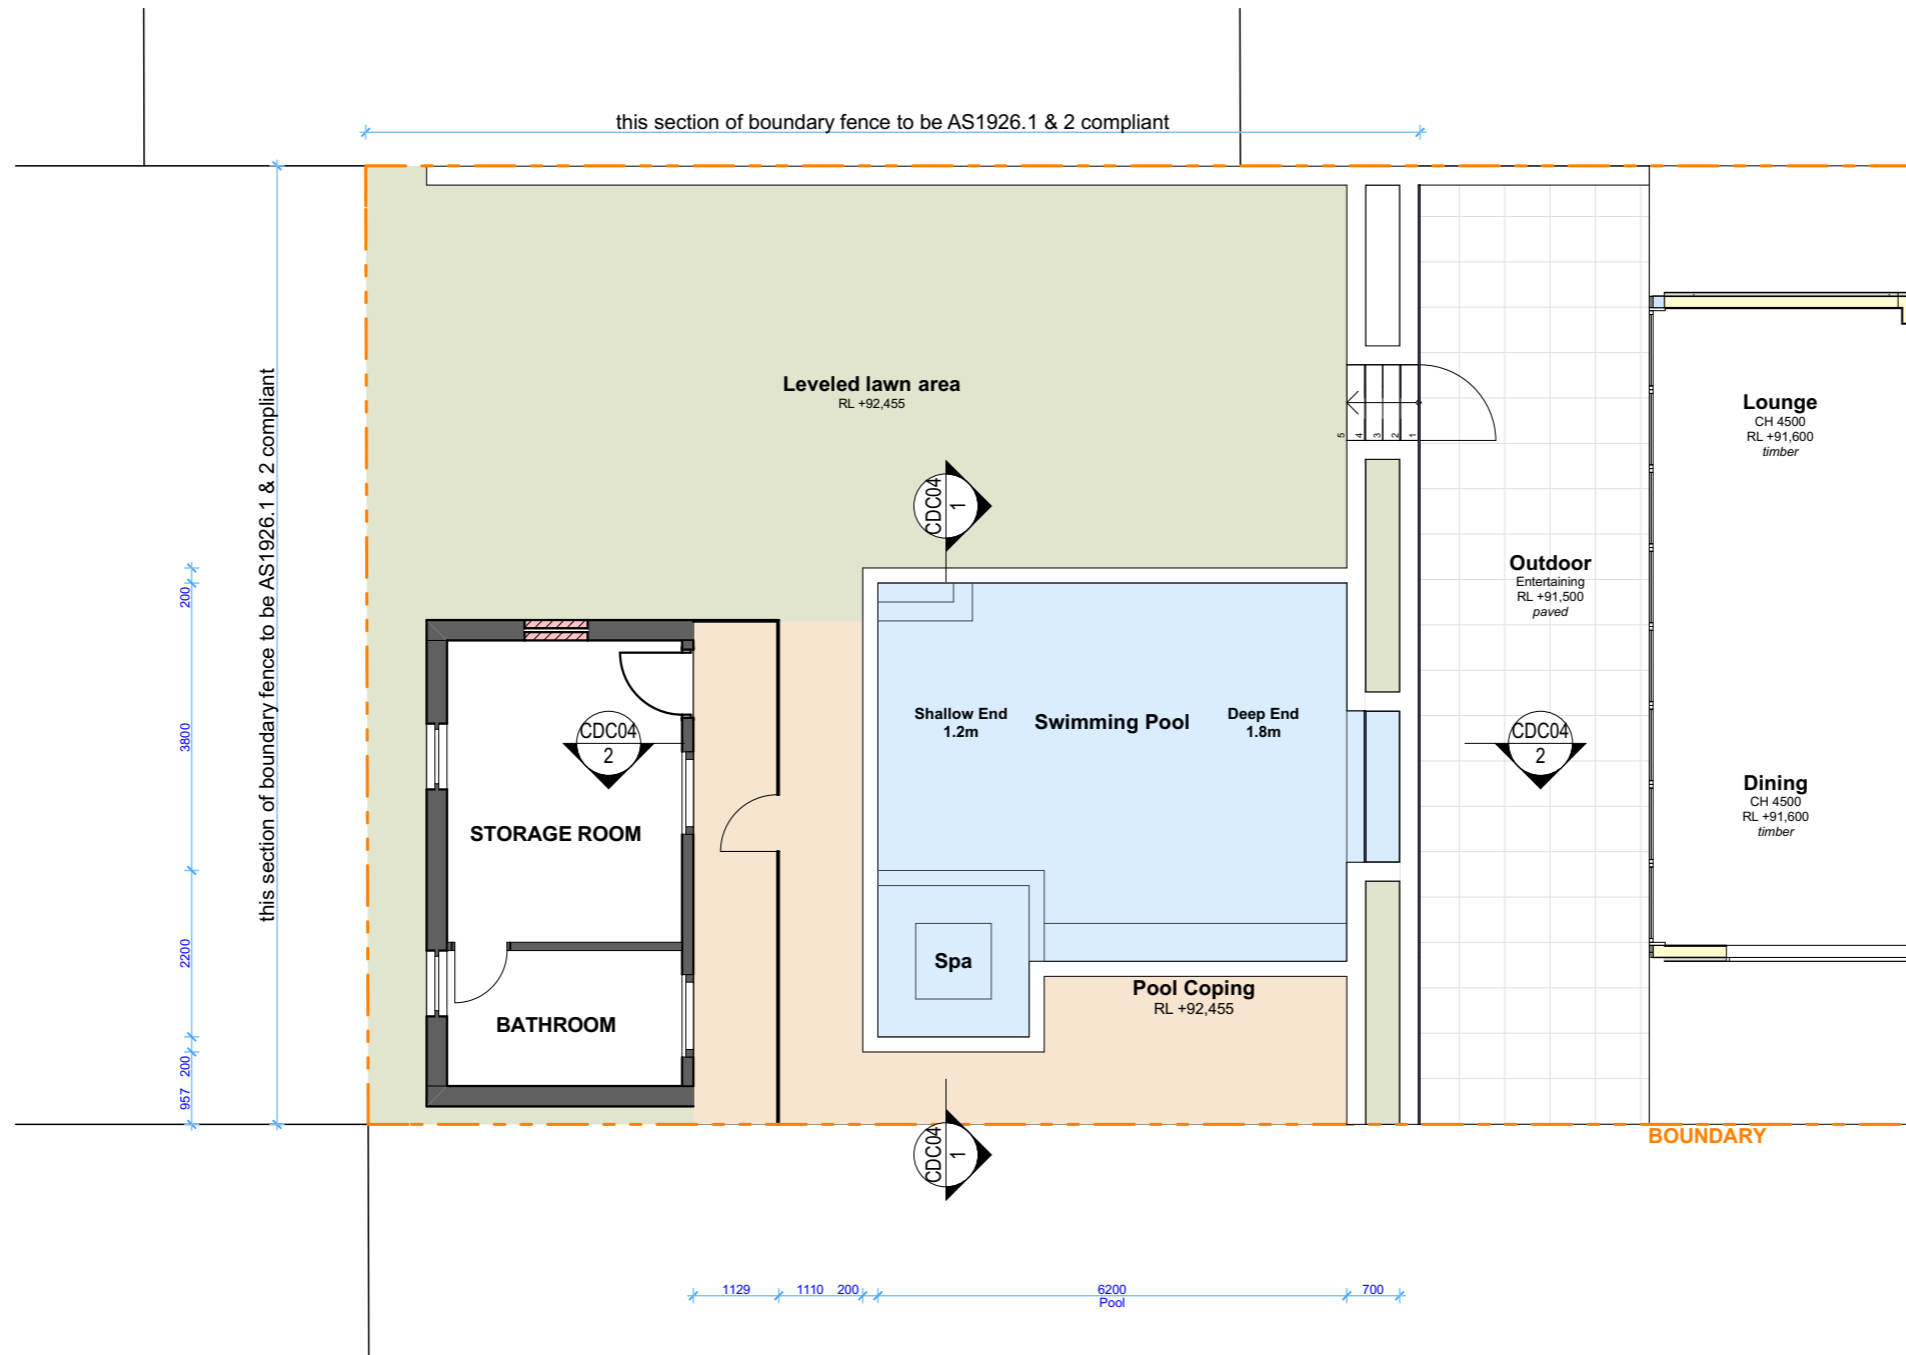 this section of boundary fence to be AS1926.1 & 2 compliant
this section of boundary fence to be AS1926.1 & 2 compliant
Leveled lawn area
RL +92,455
5
4
3
2
1
Lounge
CH 4500
RL +91,600
timber
CDC04
1
Outdoor
Entertaining
RL +91,500
paved
200
3800
2200
200
957
Shallow End
1.2m
Swimming Pool
Deep End
1.8m
CDC04
2
CDC04
2
STORAGE ROOM
Dining
CH 4500
RL +91,600
timber
Spa
Pool Coping
RL +92,455
BATHROOM
BOUNDARY
CDC04
1
1129
1110
200
6200
Pool
700